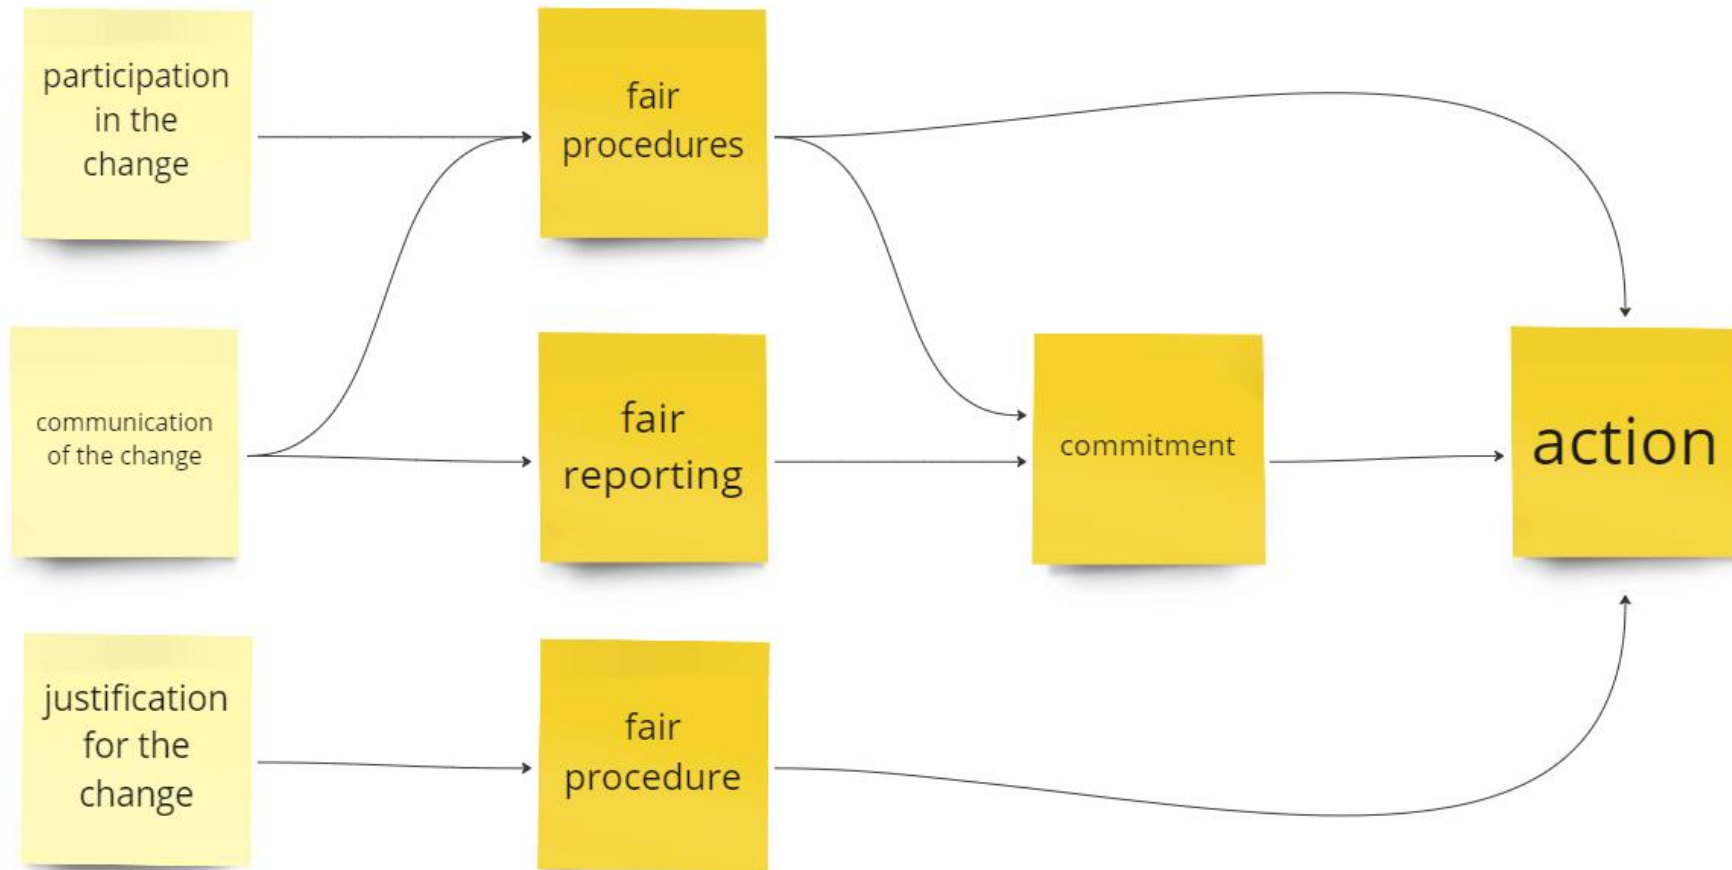 participation
in the
change
fair
procedures
communication
of the change
fair
reporting
commitment
action
justification
for the
change
fair
procedure